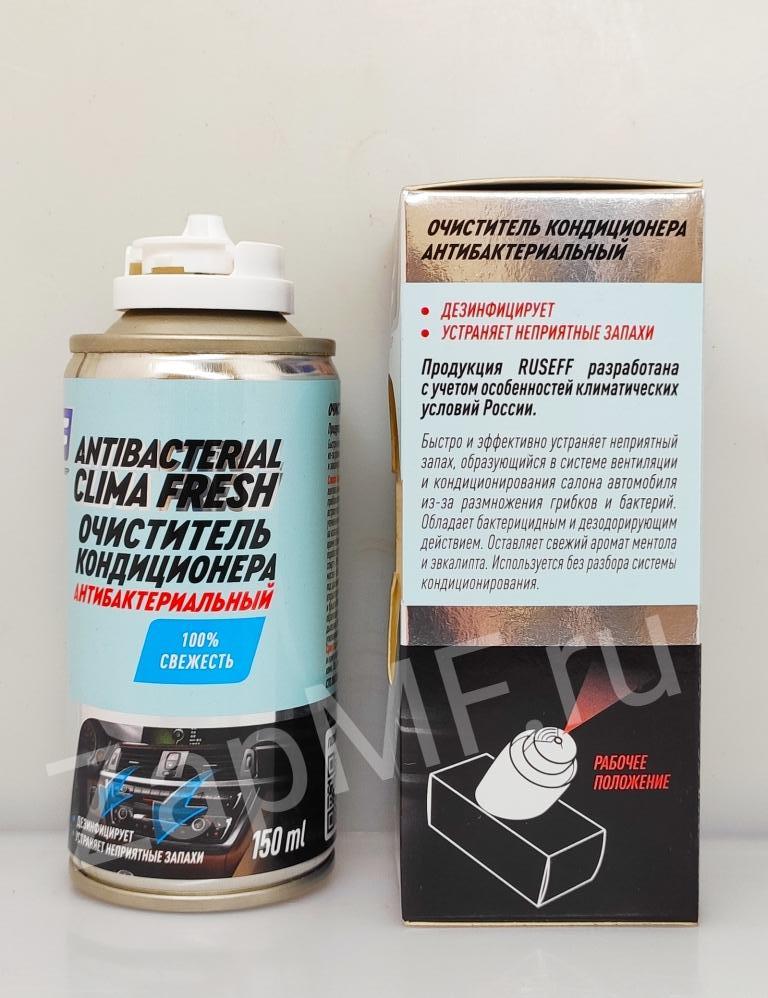 ANTIBACTERIAL
CLIMA FRESH
ОЧИСТИТЕЛЬ
КОНДИЦИОНЕРА
АНТИБАКТЕРИАЛЬНЫЙ
100%
СВЕЖЕСТЬ
ДЕЗИНФИЦИРУЕТ
УСТРАНЯЕТ НЕПРИЯТНЫЕ ЗАПАХИ
150 ml
ОЧИСТИТЕЛЬ КОНДИЦИОНЕРА
АНТИБАКТЕРИАЛЬНЫЙ
• ДЕЗИНФИЦИРУЕТ
• УСТРАНЯЕТ НЕПРИЯТНЫЕ ЗАПАХИ
Продукция RUSEFF разработана
с учетом особенностей климатических
условий России.
Быстро и эффективно устраняет неприятный
запах, образующийся в системе вентиляции
и кондиционирования салона автомобиля
из-за размножения грибков и бактерий.
Обладает бактерицидным и дезодорирующим
действием. Оставляет свежий аромат ментола
и эвкалипта. Используется без разбора системы
кондиционирования.
РАБОЧЕЕ
ПОЛОЖЕНИЕ
ZapMF.ru